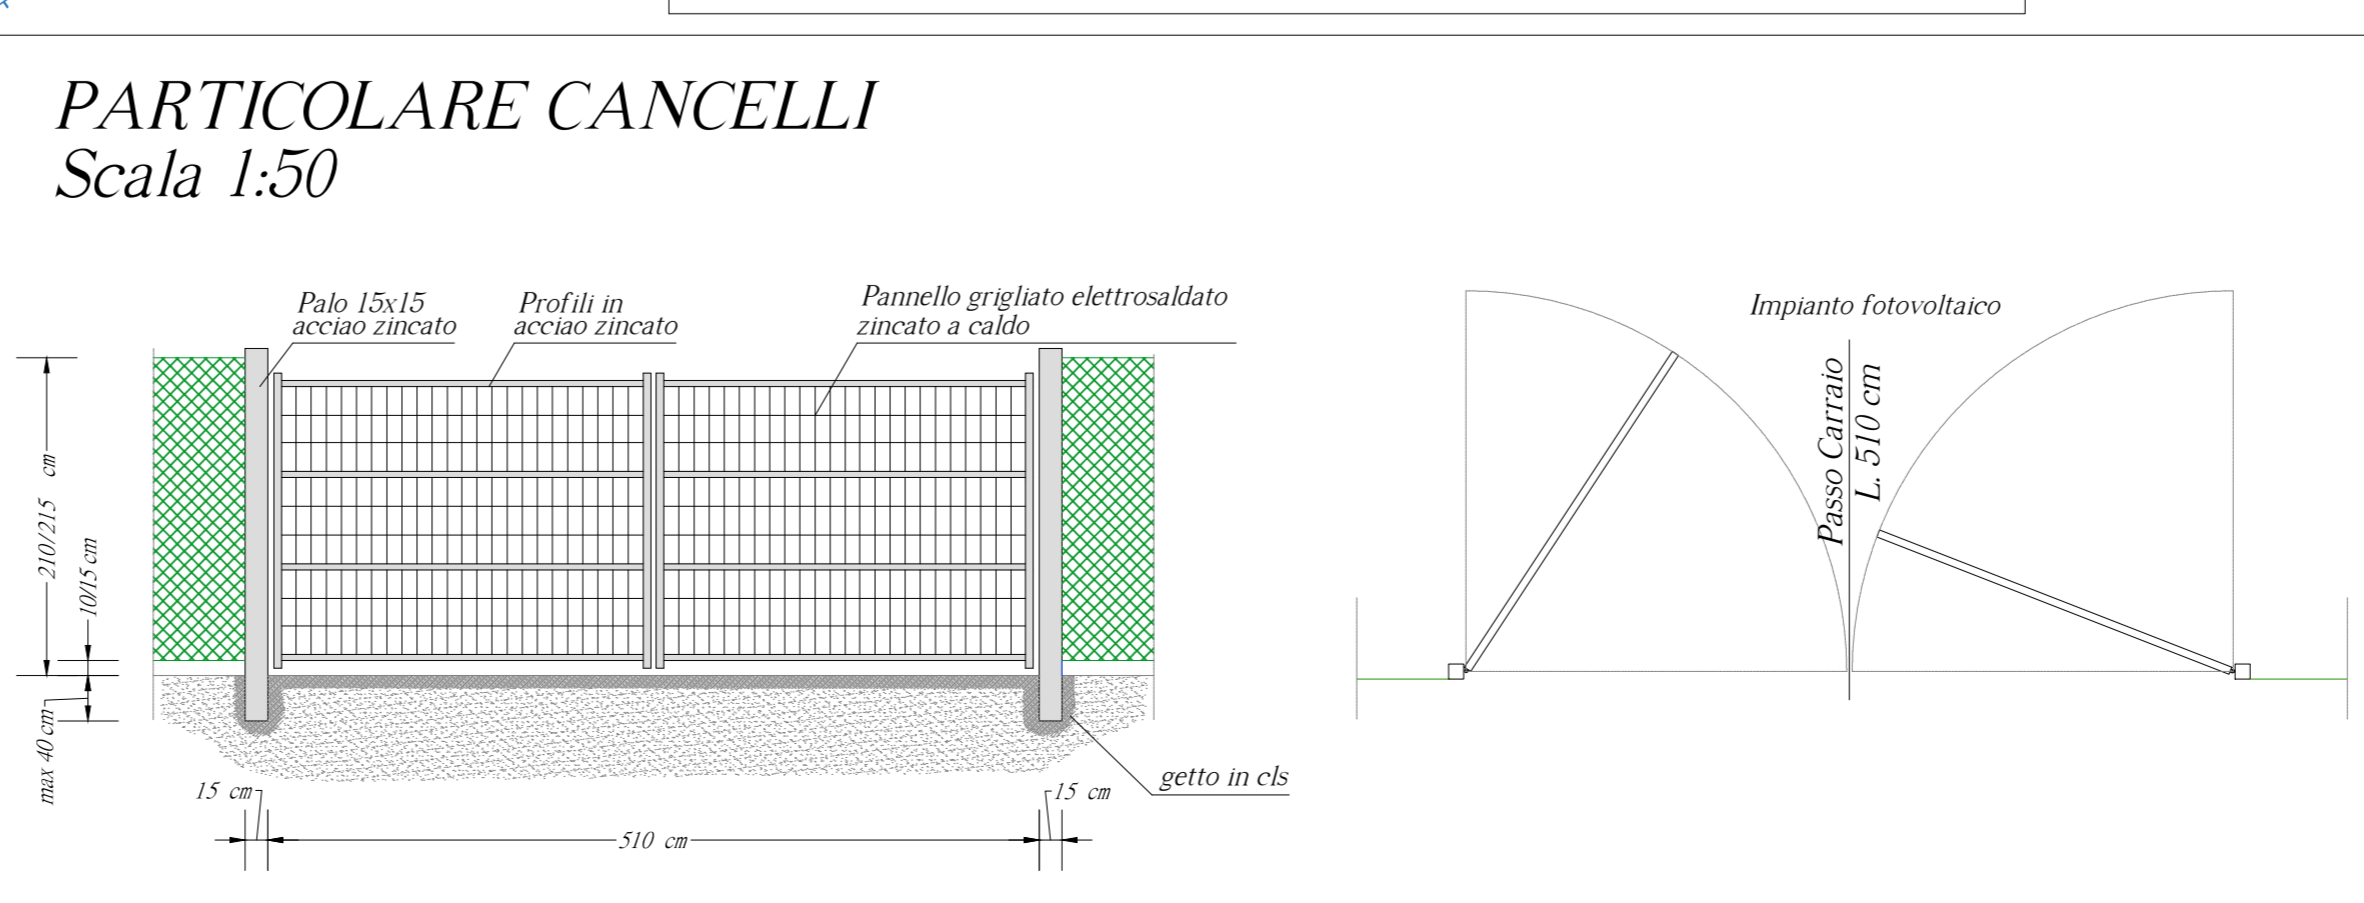 PARTICOLARE CANCELLI
Scala 1:50
Palo 15x15
acciao zincato
Profili in
acciao zincato
Pannello grigliato elettrosaldato
zincato a caldo
Impianto fotovoltaico
Passo Carraio
L. 510 cm
210/215 cm
10/15 cm
max 40 cm
getto in cls
15 cm
15 cm
510 cm